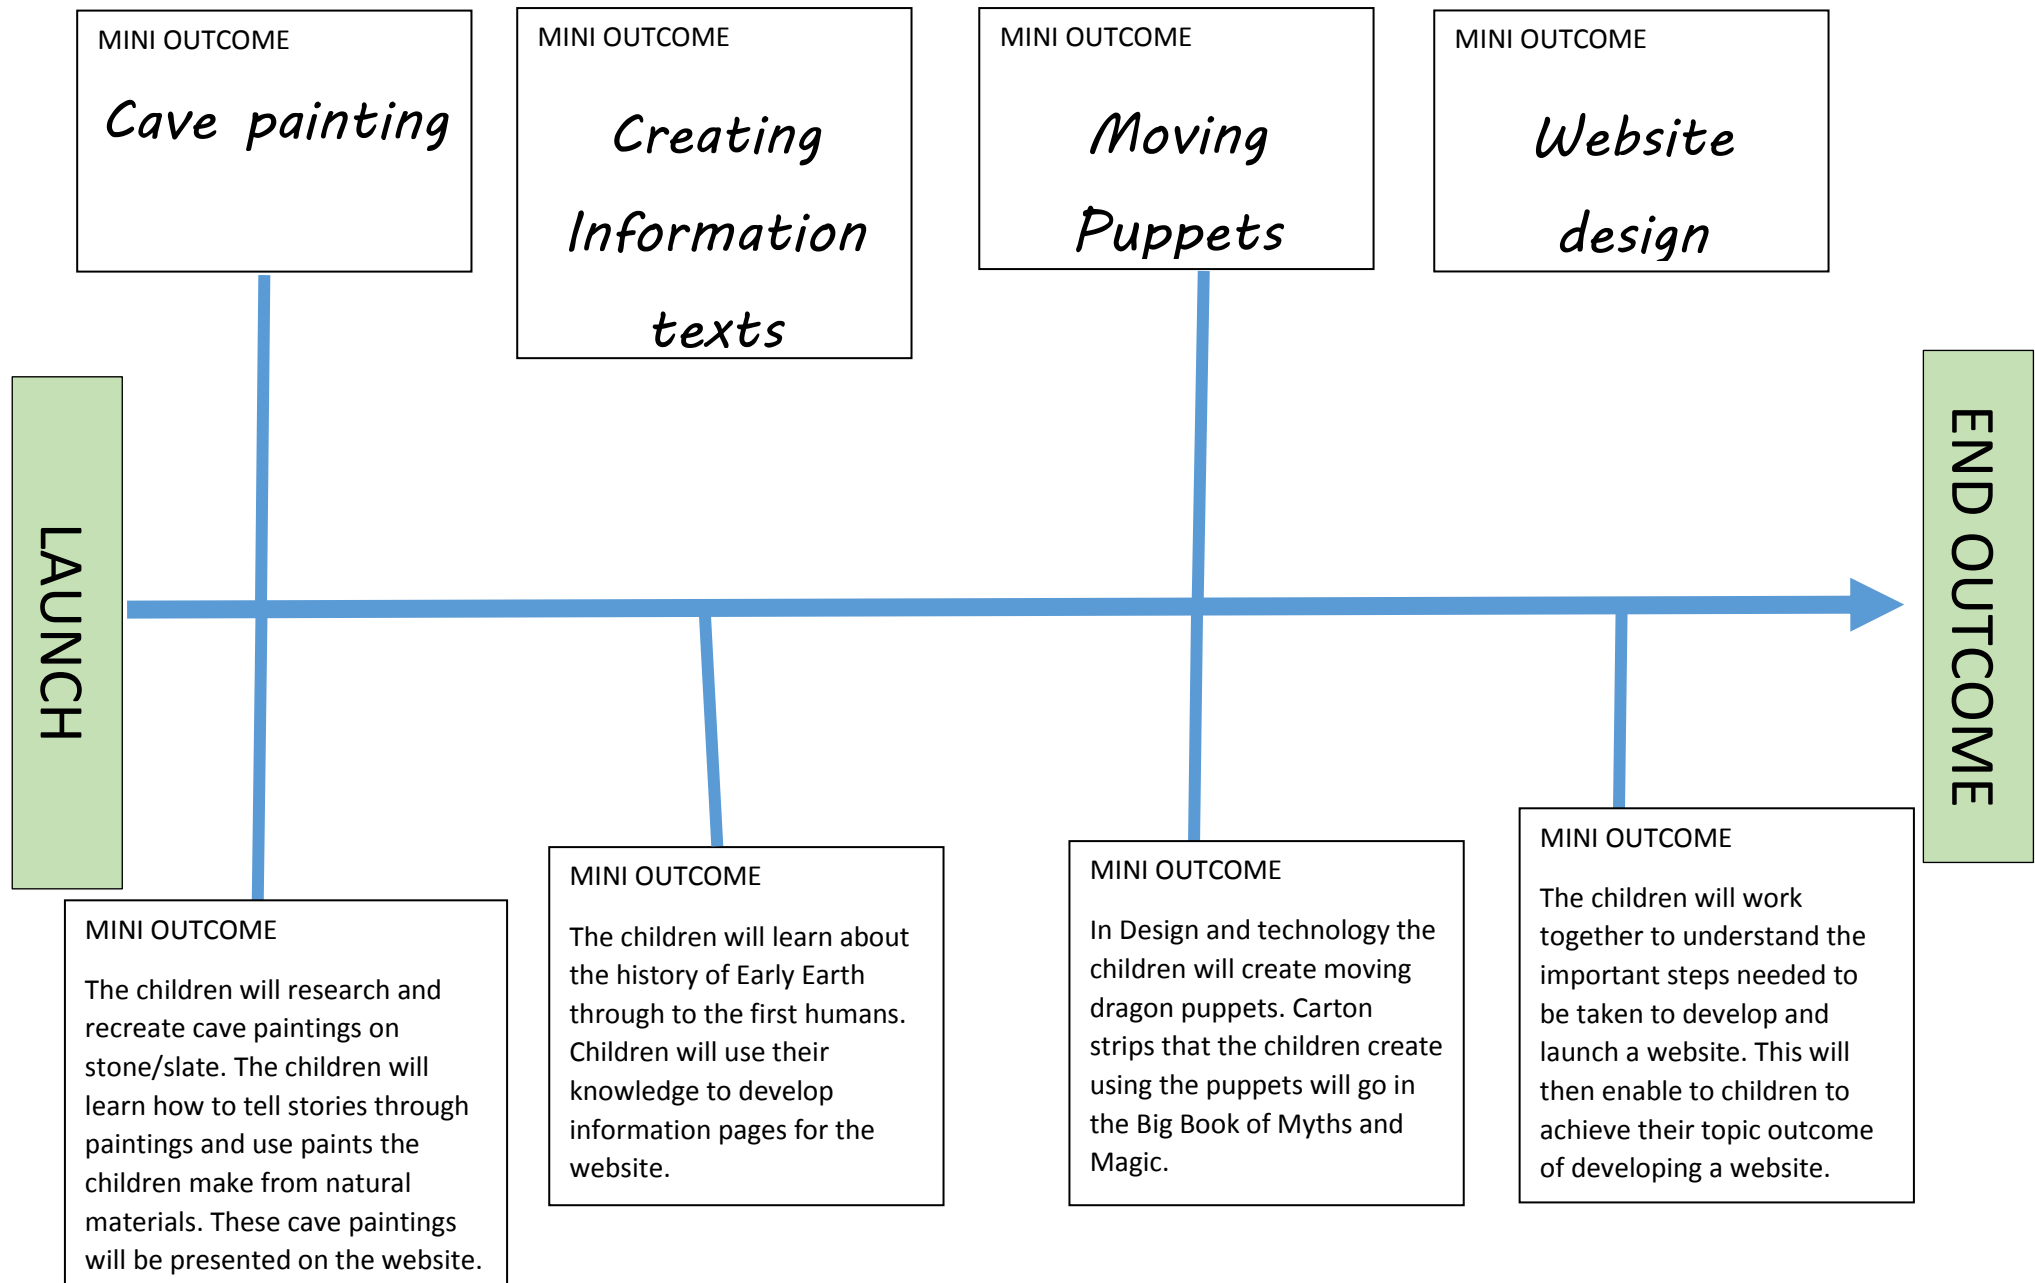 MINI OUTCOME
Cave painting
MINI OUTCOME
Creating
Information
texts
MINI OUTCOME
Moving
Puppets
MINI OUTCOME
Website
design
LAUNCH
END OUTCOME
MINI OUTCOME
The children will research and
recreate cave paintings on
stone/slate. The children will
learn how to tell stories through
paintings and use paints the
children make from natural
materials. These cave paintings
will be presented on the website.
MINI OUTCOME
The children will learn about
the history of Early Earth
through to the first humans.
Children will use their
knowledge to develop
information pages for the
website.
MINI OUTCOME
In Design and technology the
children will create moving
dragon puppets. Carton
strips that the children create
using the puppets will go in
the Big Book of Myths and
Magic.
MINI OUTCOME
The children will work
together to understand the
important steps needed to
be taken to develop and
launch a website. This will
then enable to children to
achieve their topic outcome
of developing a website.